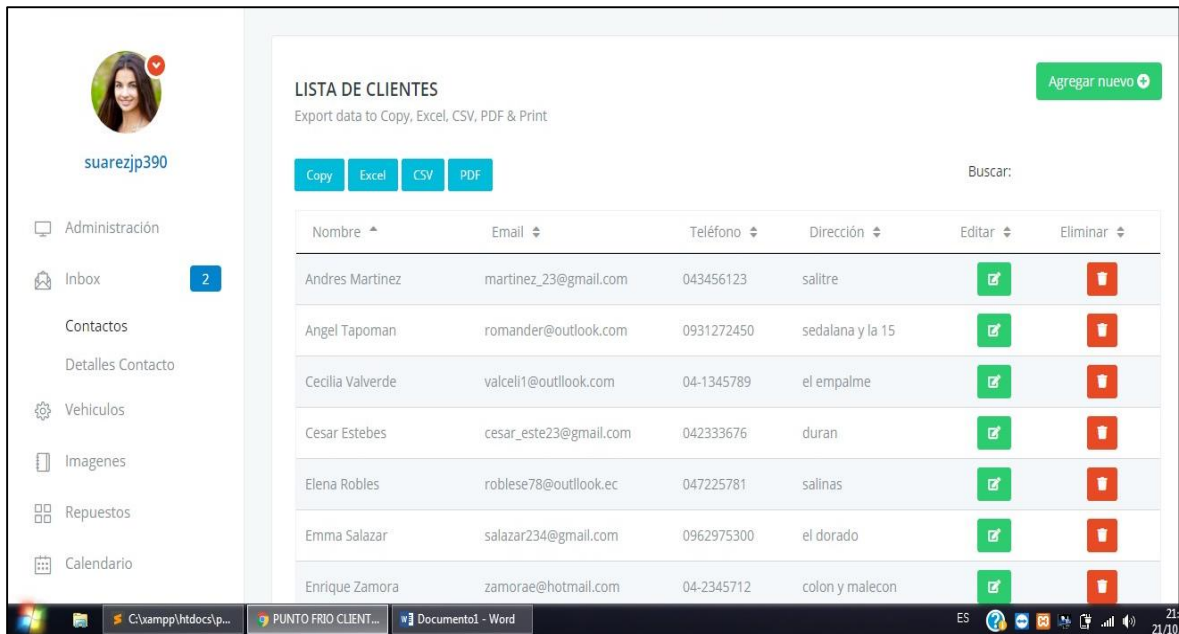 suarezjp390
Administración
Inbox 2
Contactos
Detalles Contacto
Vehiculos
Imagenes
Repuestos
Calendario
LISTA DE CLIENTES
Export data to Copy, Excel, CSV, PDF & Print
Agregar nuevo
Copy Excel CSV PDF
Buscar:
Nombre Email Teléfono Dirección Editar Eliminar
Andres Martinez martinez_23@gmail.com 043456123 salitre
Angel Tapoman romander@outlook.com 0931272450 sedalana y la 15
Cecilia Valverde valceli1@outllook.com 04-1345789 el empalme
Cesar Estebes cesar_este23@gmail.com 042333676 duran
Elena Robles roblese78@outllook.ec 047225781 salinas
Emma Salazar salazar234@gmail.com 0962975300 el dorado
Enrique Zamora zamorae@hotmail.com 04-2345712 colon y malecon
C:\xampp\htdocs\p... PUNTO FRIO CLIENT... Documento1 - Word ES 21:
21/10